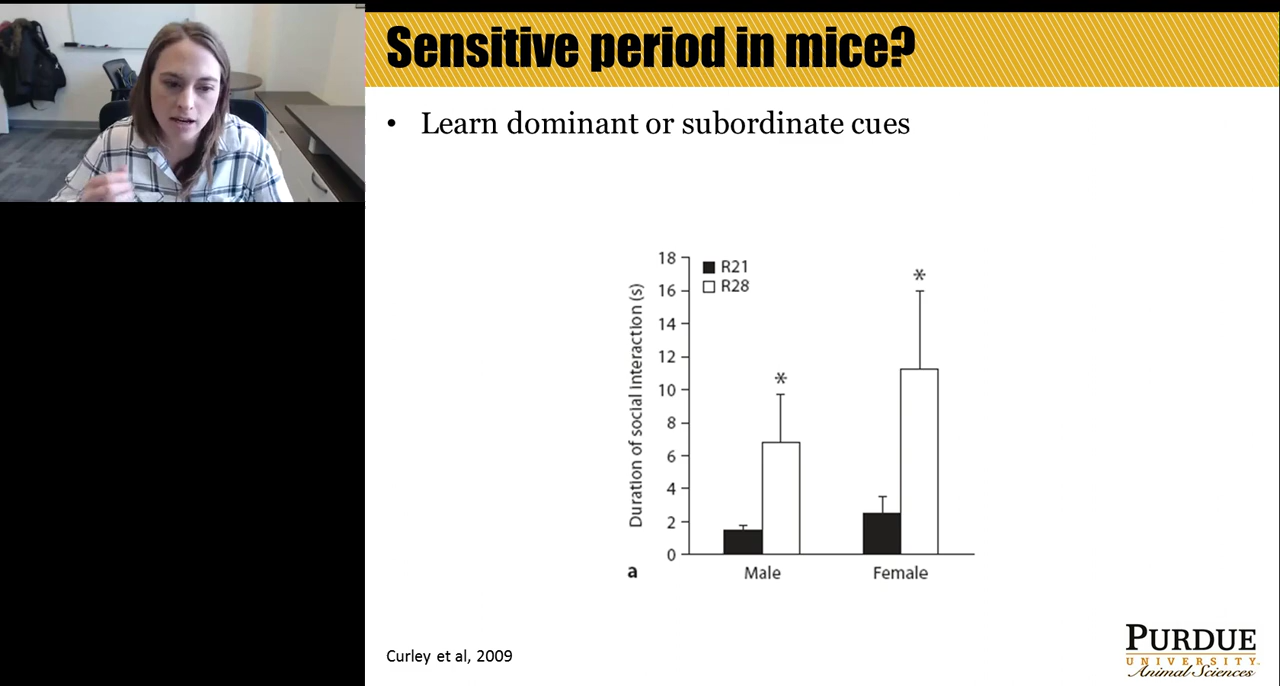 Sensitive period in mice?
• Learn dominant or subordinate cues
18
16
14
12
10
8
6
4
2
0
Duration of social interaction (s)
R21
R28
*
*
Male
Female
a
Curley et al, 2009
PURDUE
UNIVERSITY
Animal Sciences